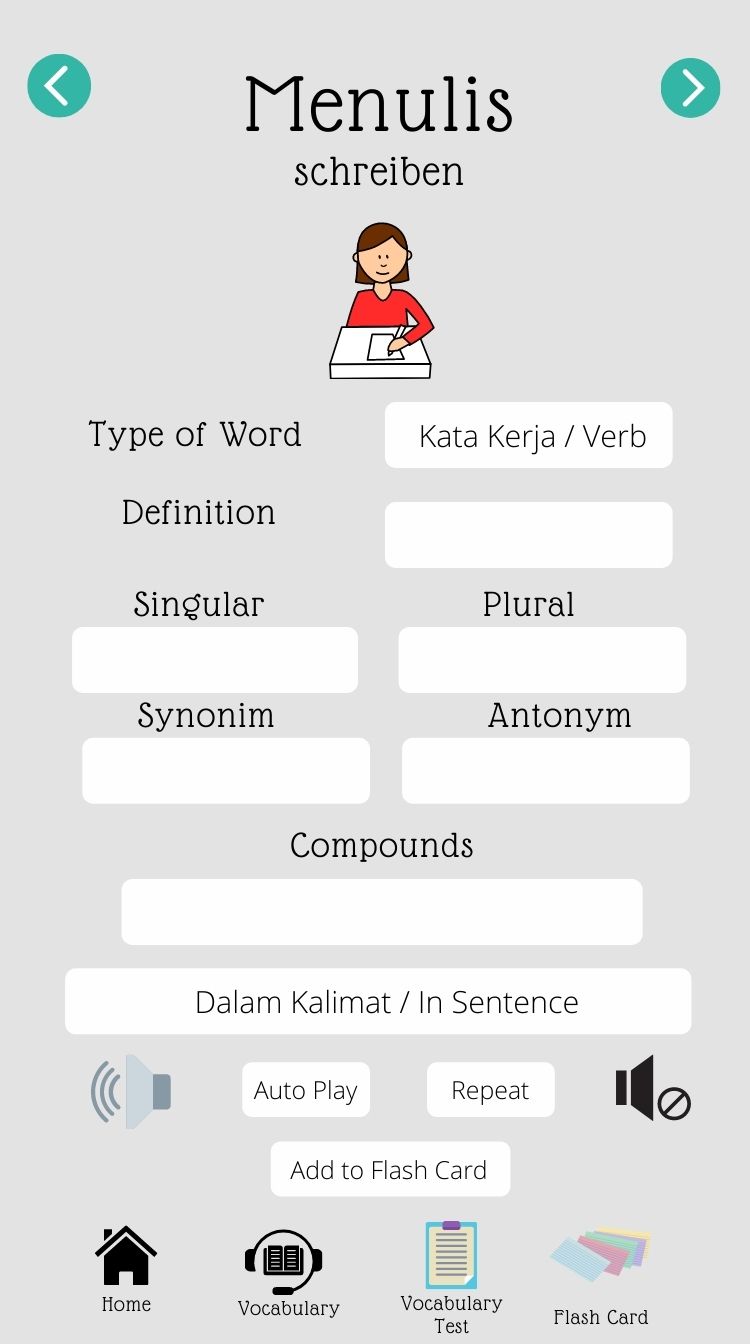 Menulis
schreiben
Type of Word
Kata Kerja / Verb
Definition
Singular
Plural
Synonim
Antonym
Compounds
Dalam Kalimat / In Sentence
Auto Play
Repeat
Add to Flash Card
Home
Vocabulary
Vocabulary
Test
Flash Card